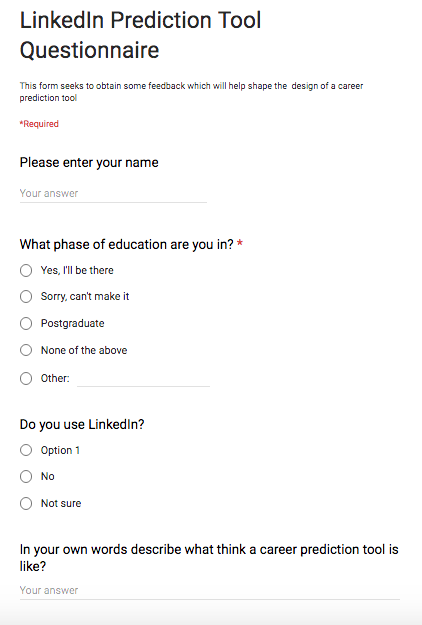 LinkedIn Prediction Tool
Questionnaire
This form seeks to obtain some feedback which will help shape the design of a career
prediction tool
*Required
Please enter your name
Your answer
What phase of education are you in? *
Yes, I'll be there
Sorry, can't make it
Postgraduate
None of the above
Other:
Do you use LinkedIn?
Option 1
No
Not sure
In your own words describe what think a career prediction tool is
like?
Your answer